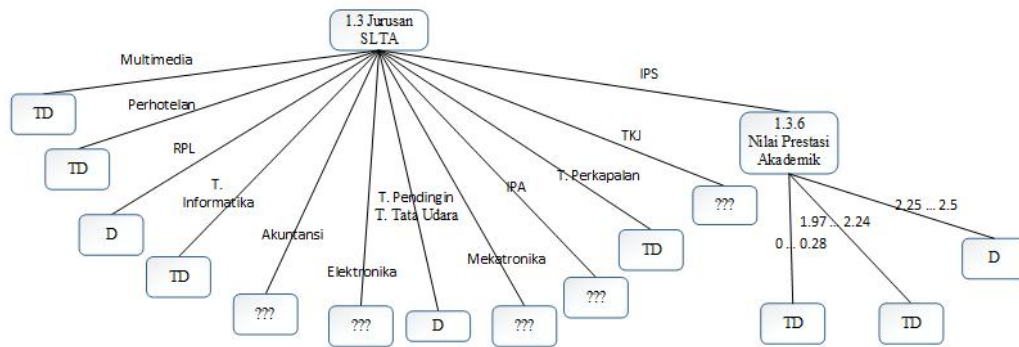 1.3 Jurusan
SLTA
Multimedia
TD
Perhotelan
TD
RPL
D
T.
Informatika
TD
Akuntansi
???
Elektronika
???
T. Pendingin
T. Tata Udara
D
Mekatronika
???
IPA
???
T. Perkapalan
TD
TKJ
???
IPS
1.3.6
Nilai Prestasi
Akademik
0 ... 0.28
TD
1.97 ... 2.24
TD
2.25 ... 2.5
D